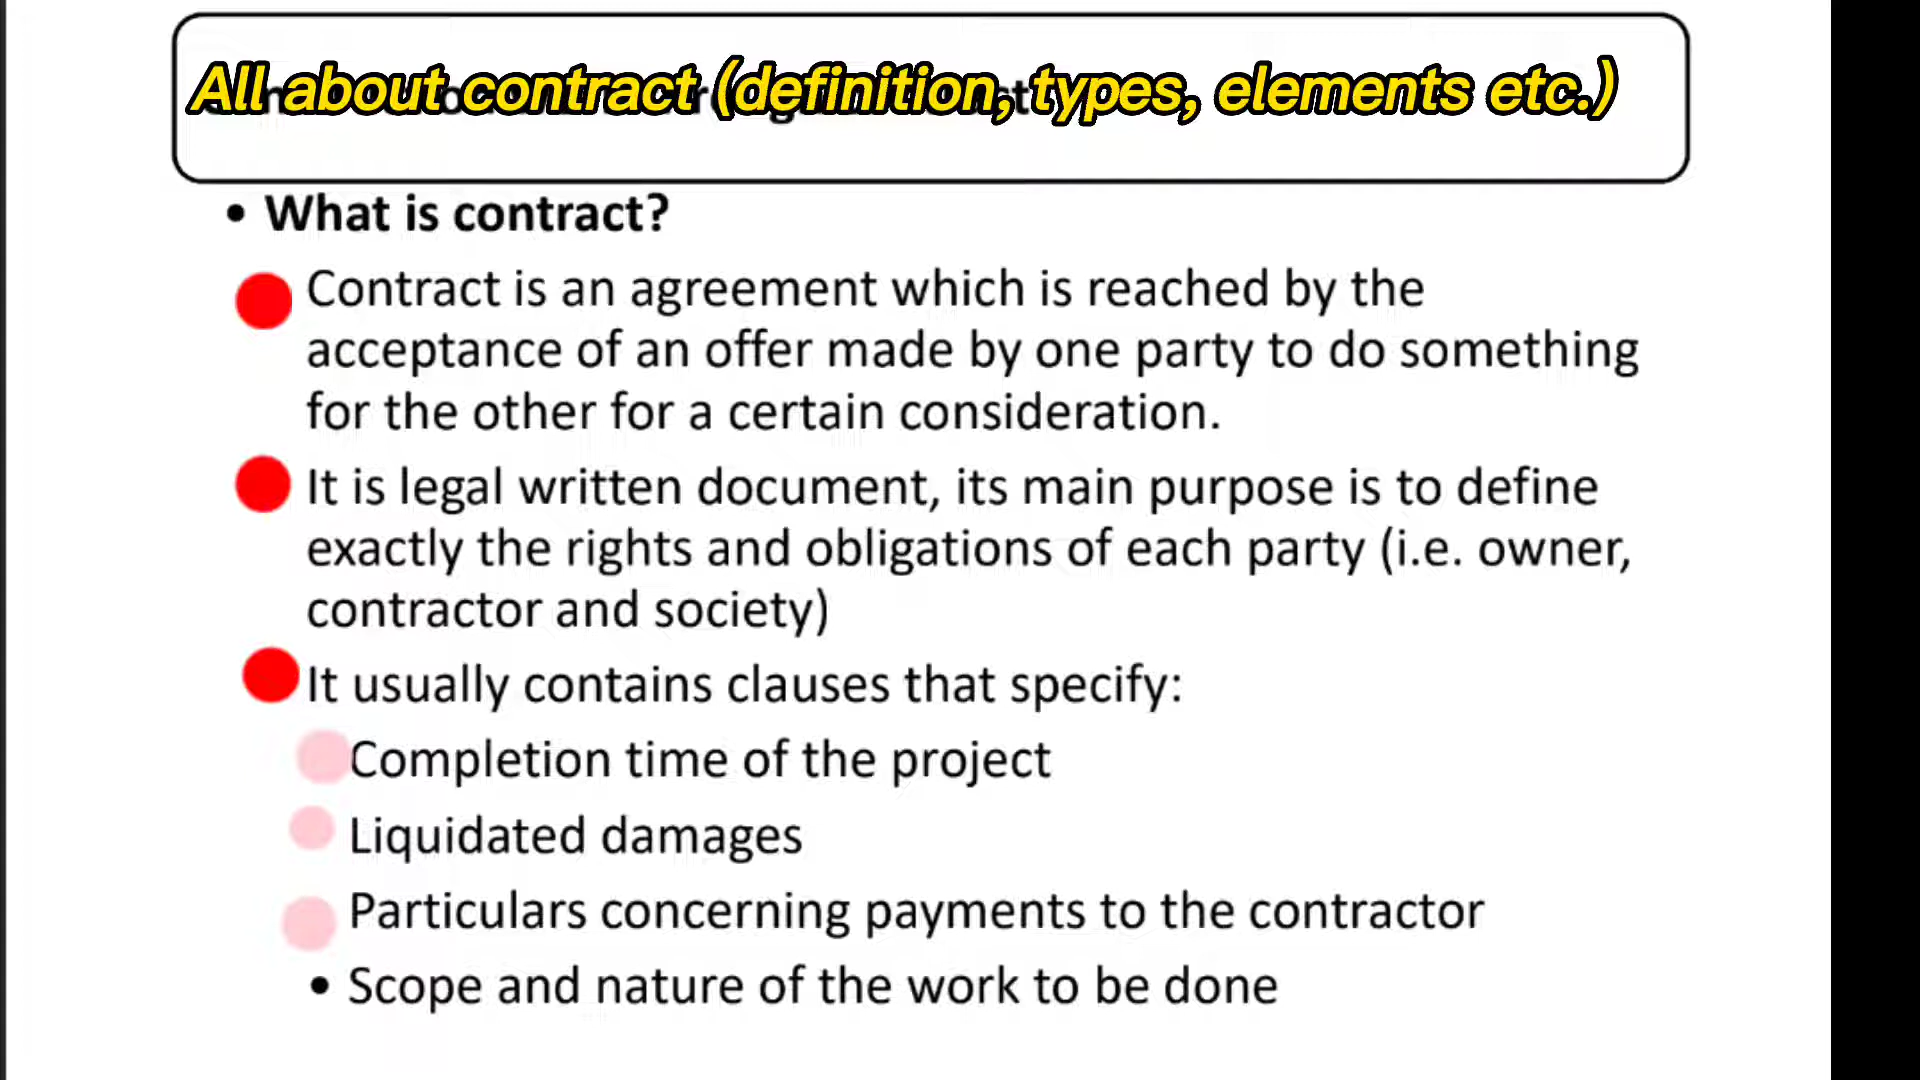 All about contract (definition, types, elements etc.)
• What is contract?
Contract is an agreement which is reached by the
acceptance of an offer made by one party to do something
for the other for a certain consideration.
It is legal written document, its main purpose is to define
exactly the rights and obligations of each party (i.e. owner,
contractor and society)
It usually contains clauses that specify:
Completion time of the project
Liquidated damages
Particulars concerning payments to the contractor
• Scope and nature of the work to be done